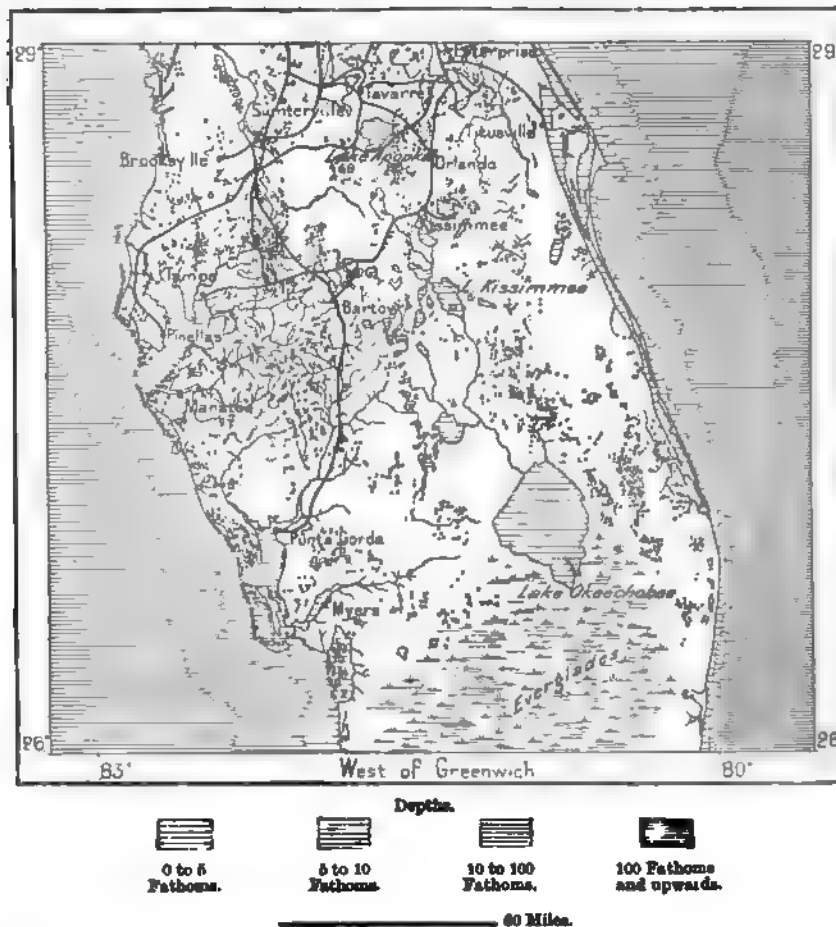 29°
29°
Enterprise
Tavares
Sumterville
Titusville
Brooksville
Lake Apopka
Orlando
Kissimmee
Tampa
L. Kissimmee
Bartow
Pinellas
Manatee
Punta Gorda
Lake Okeechobee
Myers
Everglades
26°
26°
83°
West of Greenwich
80°
Depths.
0 to 5
Fathoms.
5 to 10
Fathoms.
10 to 100
Fathoms.
100 Fathoms
and upwards.
60 Miles.